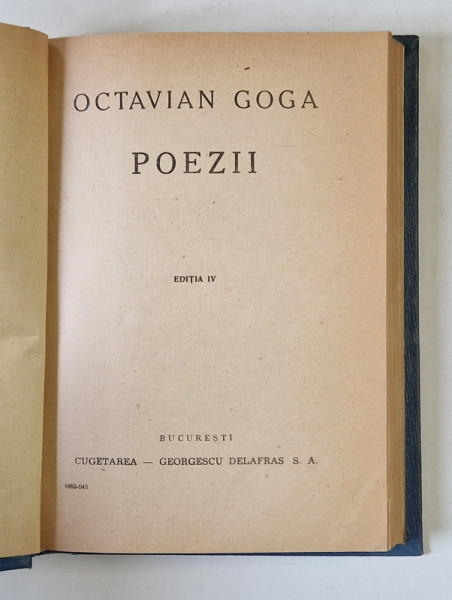 OCTAVIAN GOGA
POEZII
EDIȚIA IV
BUCUREȘTI
CUGETAREA — GEORGESCU DELAFRAS S. A.